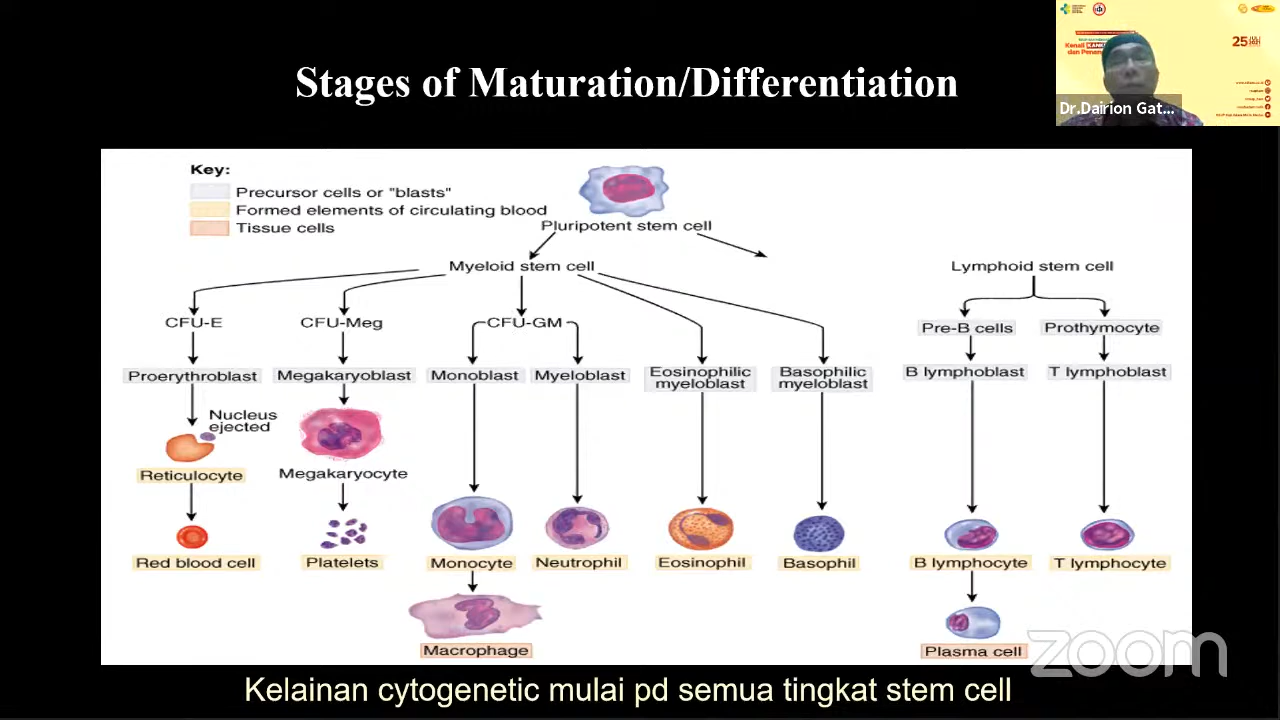 Stages of Maturation/Differentiation
Dr.Dairion Gat...
25
Key:
Precursor cells or "blasts"
Formed elements of circulating blood
Tissue cells
Pluripotent stem cell
Myeloid stem cell
Lymphoid stem cell
CFU-E
CFU-Meg
CFU-GM
Pre-B cells
Prothymocyte
Proerythroblast
Megakaryoblast
Monoblast
Myeloblast
Eosinophilic
myeloblast
Basophilic
myeloblast
B lymphoblast
T lymphoblast
Nucleus
ejected
Reticulocyte
Megakaryocyte
Red blood cell
Platelets
Monocyte
Neutrophil
Eosinophil
Basophil
B lymphocyte
T lymphocyte
Macrophage
Plasma cell
zoom
Kelainan cytogenetic mulai pd semua tingkat stem cell